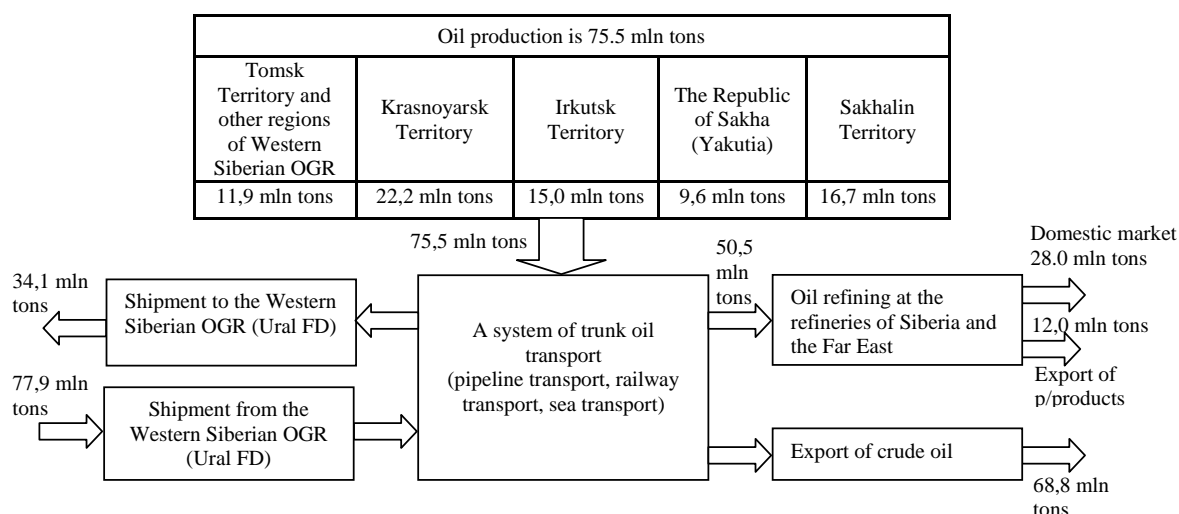 Oil production is 75.5 mln tons
Tomsk
Territory and
other regions
of Western
Siberian OGR
Krasnoyarsk
Territory
Irkutsk
Territory
The Republic
of Sakha
(Yakutia)
Sakhalin
Territory
11,9 mln tons
22,2 mln tons
15,0 mln tons
9,6 mln tons
16,7 mln tons
75,5 mln tons
34,1 mln
tons
Shipment to the Western
Siberian OGR (Ural FD)
77,9 mln
tons
Shipment from the
Western Siberian OGR
(Ural FD)
A system of trunk oil
transport
(pipeline transport, railway
transport, sea transport)
50,5
mln
tons
Oil refining at the
refineries of Siberia and
the Far East
Domestic market
28.0 mln tons
12,0 mln tons
Export of
p/products
Export of crude oil
68,8 mln
tons